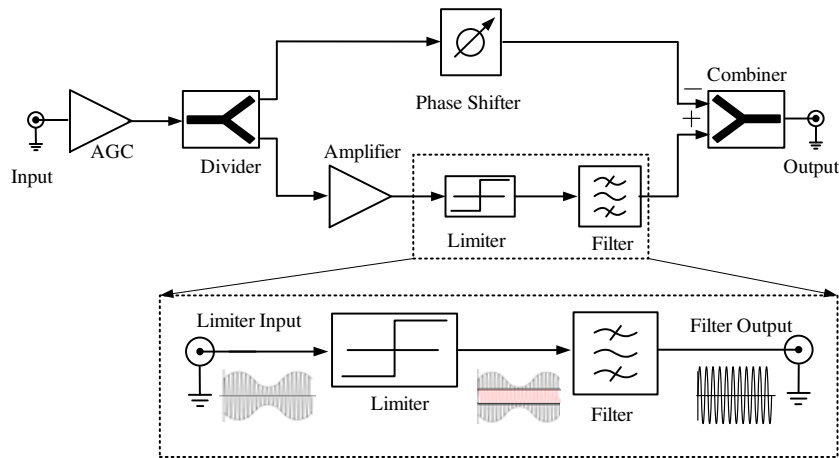 Combiner
Phase Shifter
−
+
Input
AGC
Divider
Amplifier
Output
Limiter
Filter
Limiter Input
Filter Output
Limiter
Filter